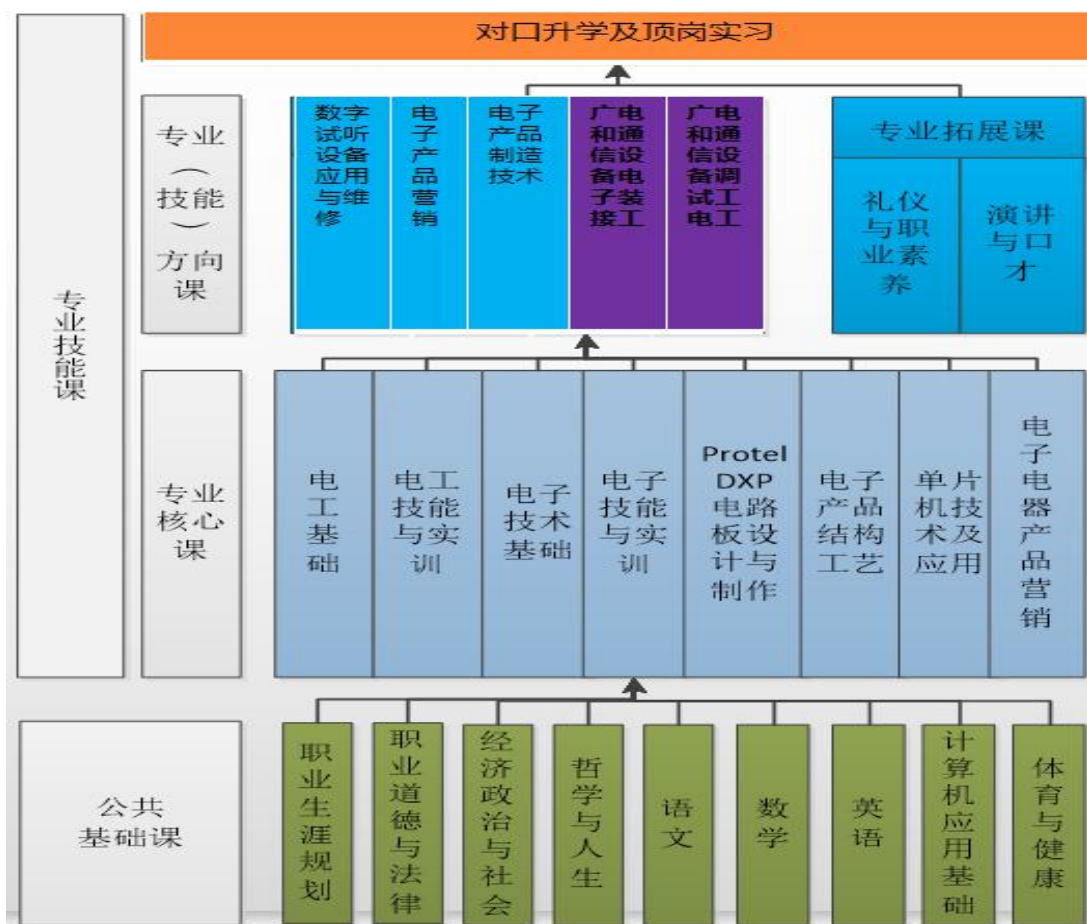 对口升学及顶岗实习
专业技能课
专业
（技能）
方向
课
数字
试听
设备
应用
与维
修
电
子
产
品
营
销
电子
产品
制造
技术
广电
和通
信设
备电
子装
接工
广电
和通
信设
备调
试工
电工
专业拓展课
礼仪
与职
业素
养
演讲
与口
才
专业
核心
课
电
工
基
础
电工
技能
与实
训
电子
技术
基础
电子
技能
与实
训
Protel
DXP
电路
板设
计与
制作
电子
产品
结构
工艺
单片
机技
术及
应用
电
子
电
器
产
品
营
销
公共
基础课
职业生涯规划
职业道德与法律
经济政治与社会
哲学与人生
语文
数学
英语
计算机应用基础
体育与健康